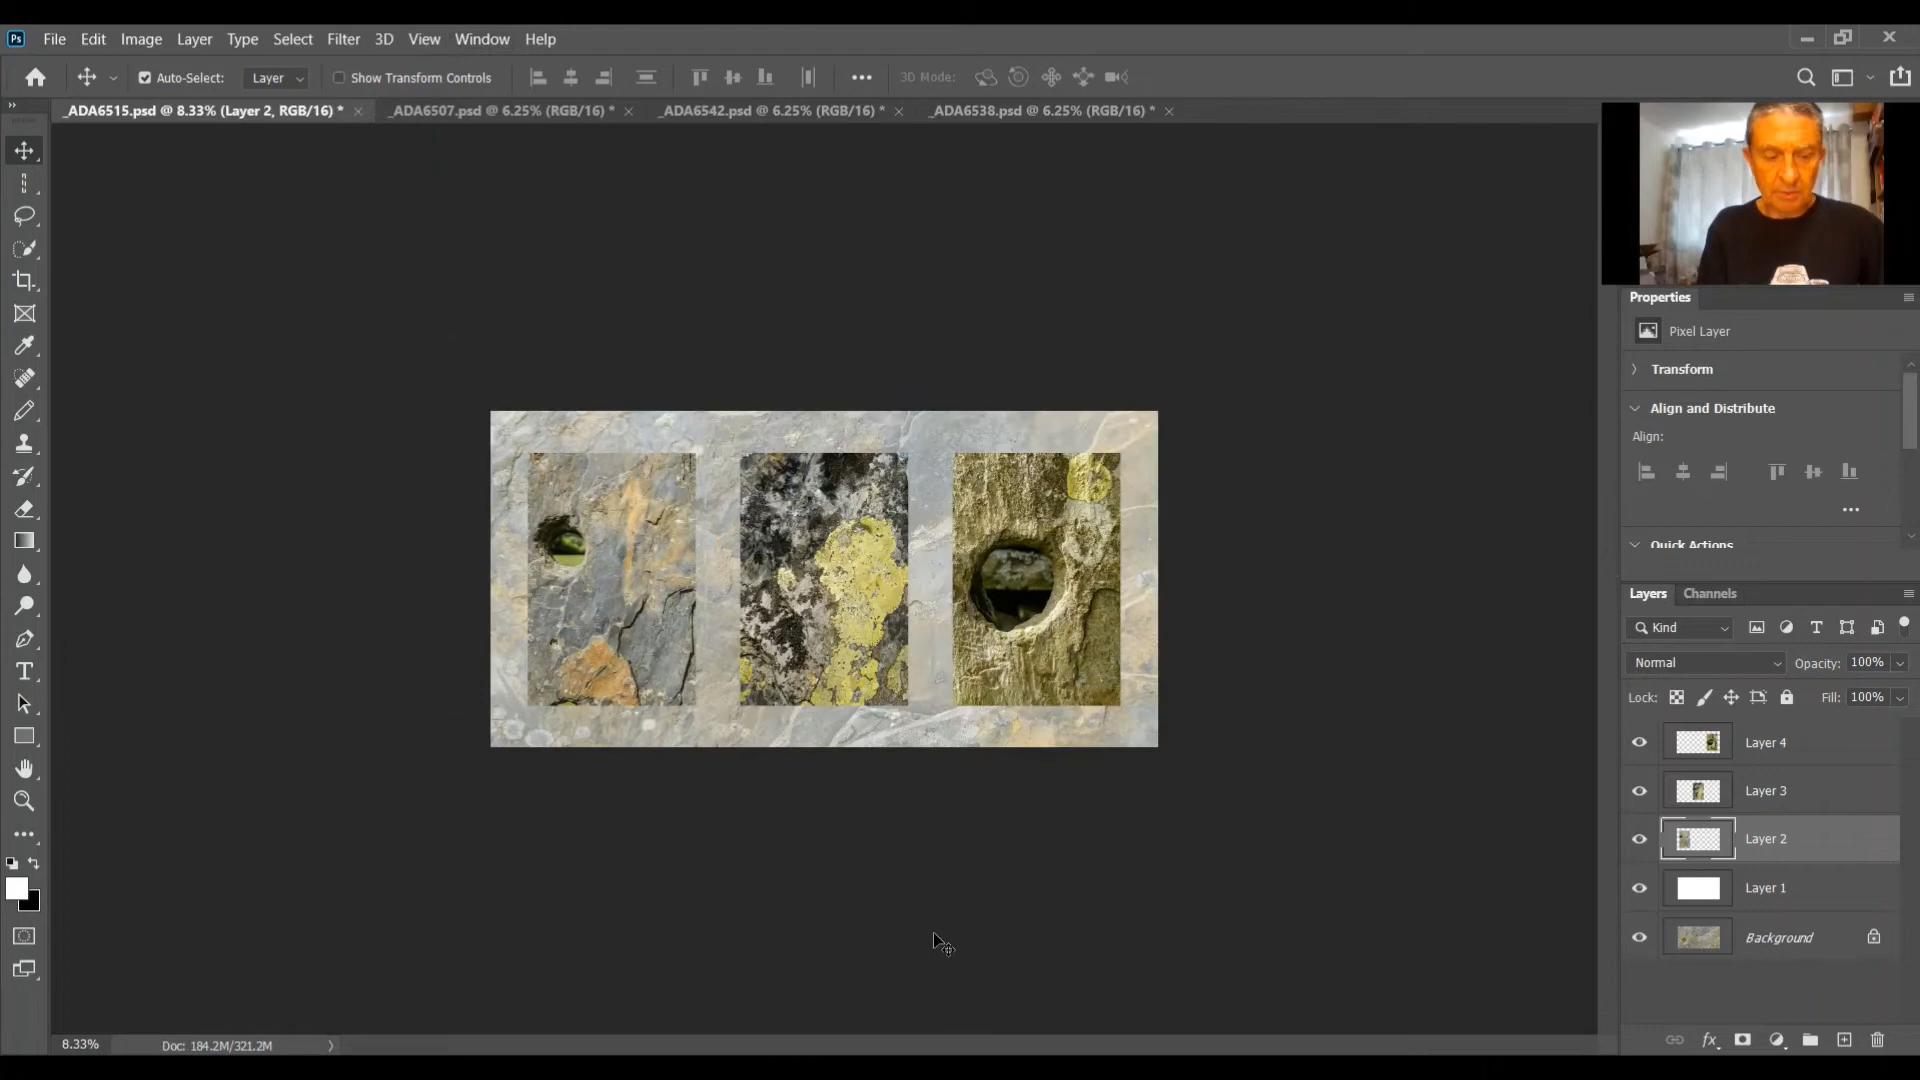 Ps File Edit Image Layer Type Select Filter 3D View Window Help
Auto-Select: Layer Show Transform Controls 3D Mode:
_ADA6515.psd @ 8.33% (Layer 2, RGB/16) * _ADA6507.psd @ 6.25% (RGB/16) * _ADA6542.psd @ 6.25% (RGB/16) * _ADA6538.psd @ 6.25% (RGB/16) *
Properties
Pixel Layer
Transform
Align and Distribute
Align:
Quick Actions
Layers Channels
Kind
Normal Opacity: 100%
Lock: Fill: 100%
Layer 4
Layer 3
Layer 2
Layer 1
Background
fx
8.33% Doc: 184.2M/321.2M